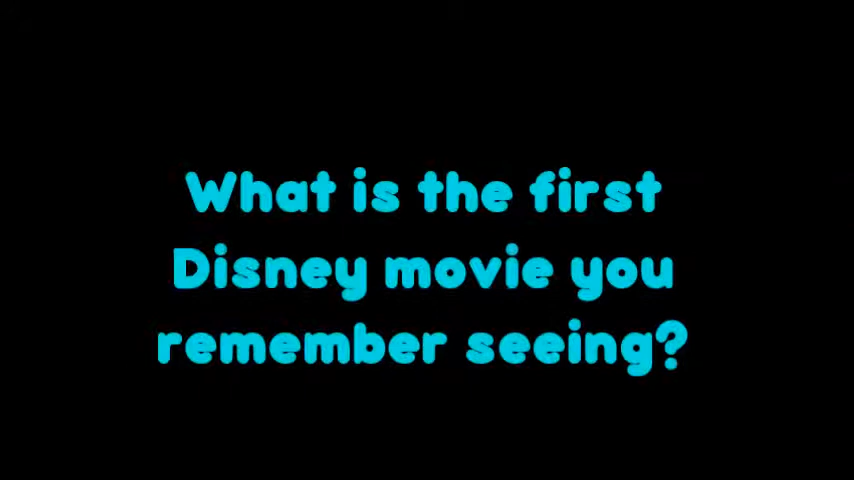 What is the first
Disney movie you
remember seeing?